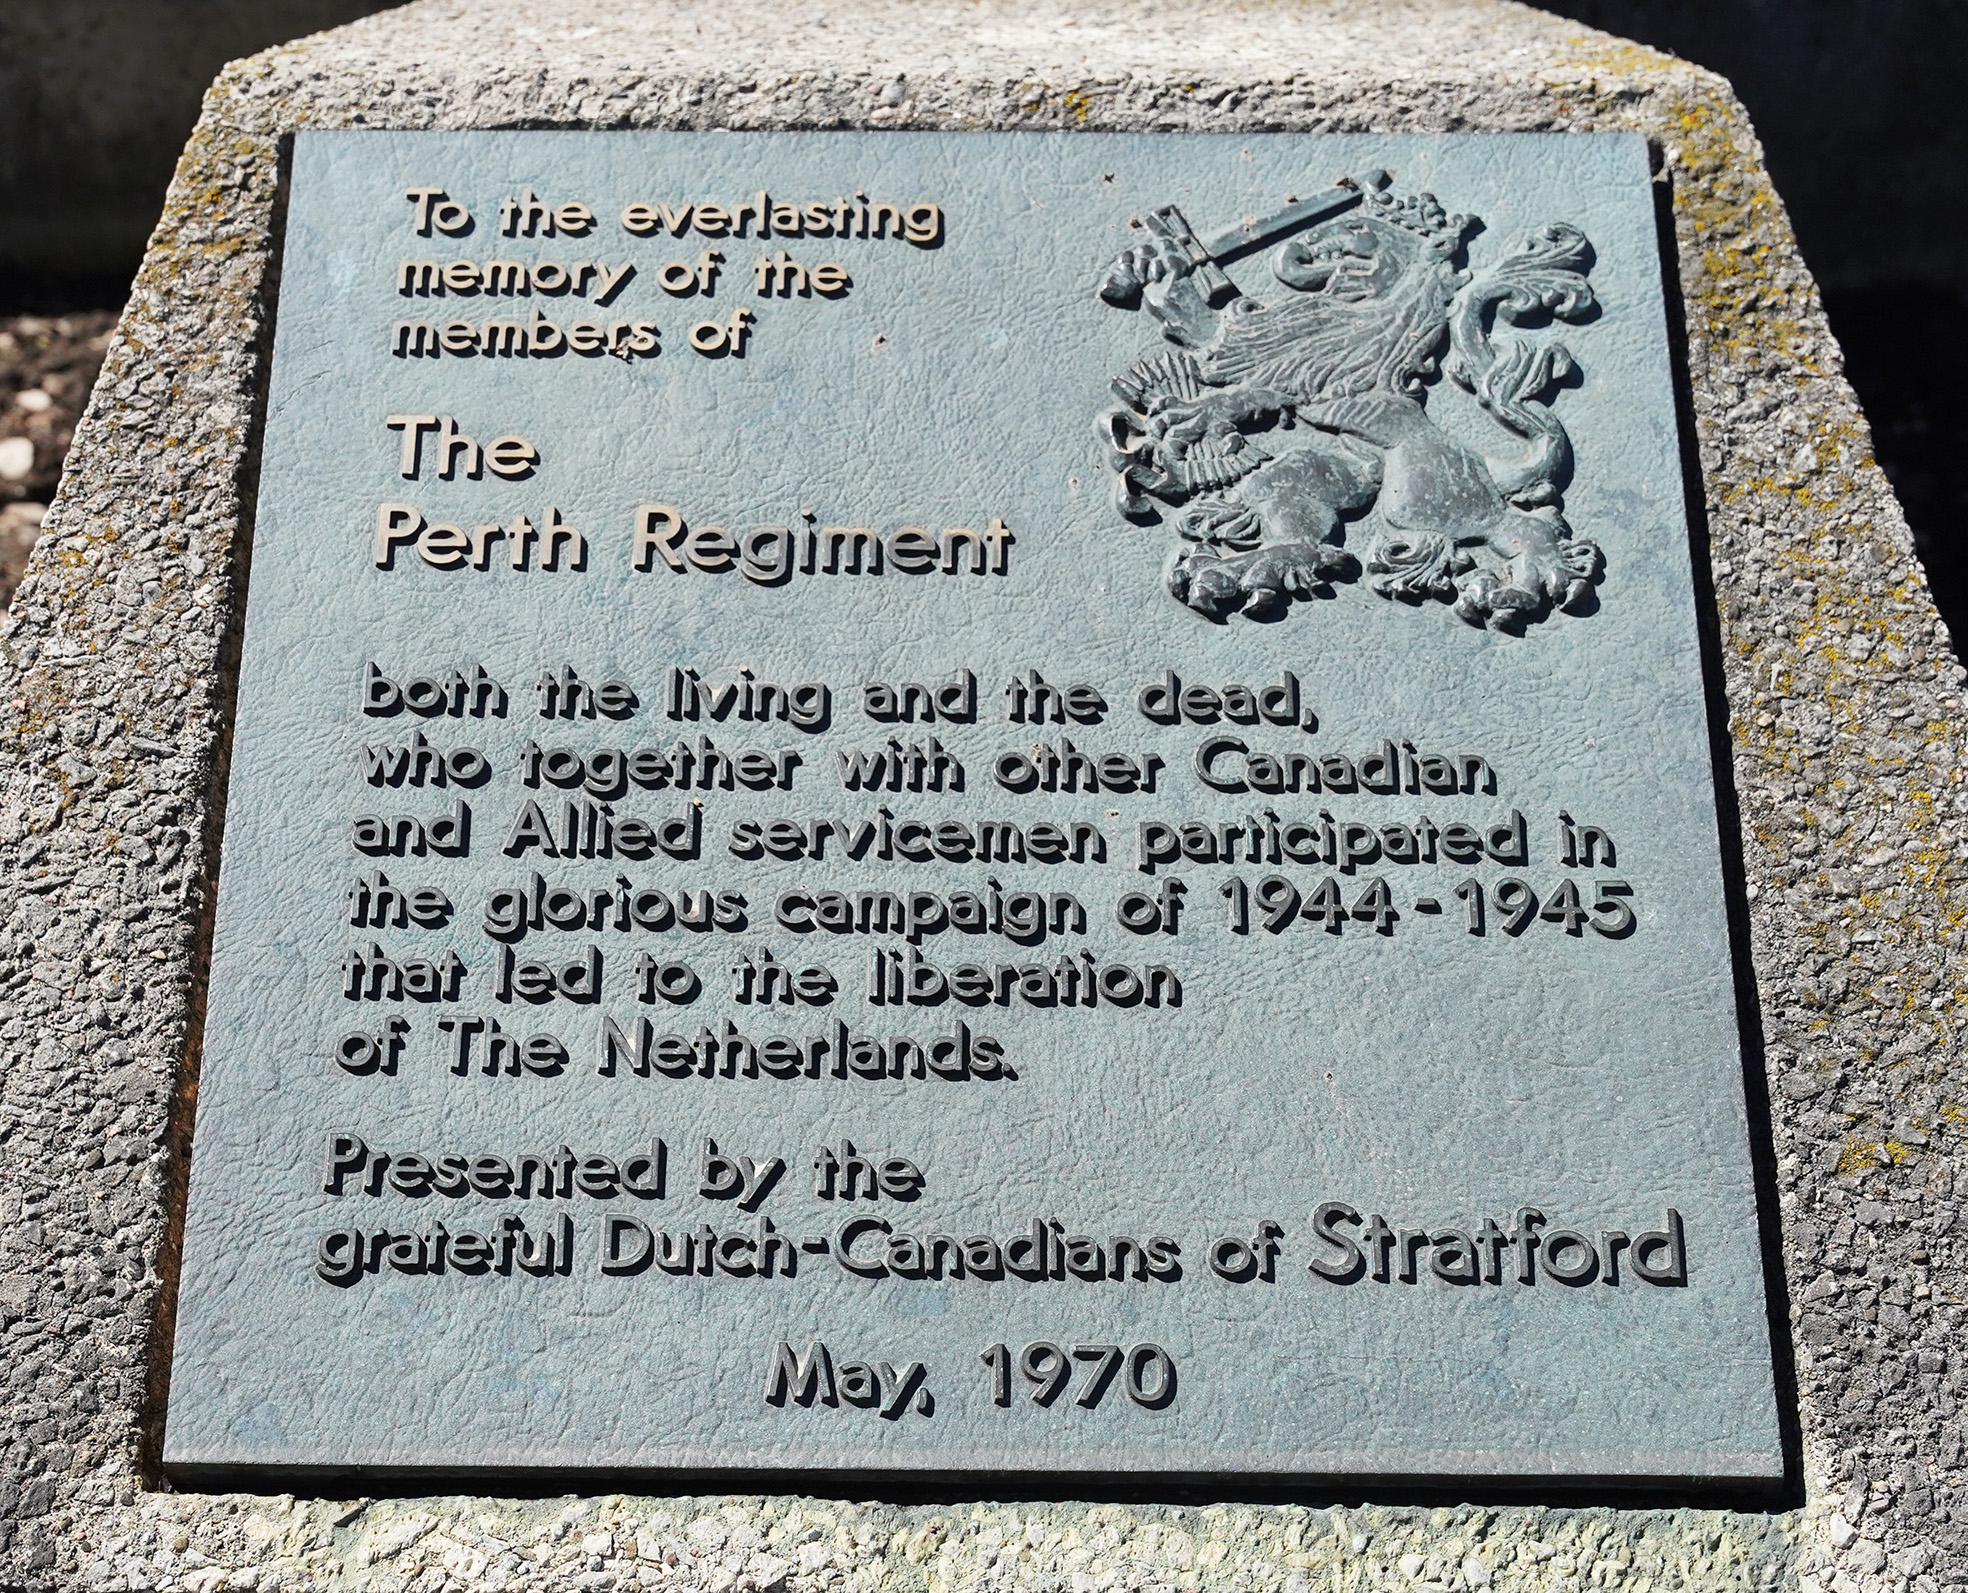 To the everlasting
memory of the
members of
The
Perth Regiment
both the living and the dead,
who together with other Canadian
and Allied servicemen participated in
the glorious campaign of 1944-1945
that led to the liberation
of The Netherlands.
Presented by the
grateful Dutch-Canadians of Stratford
May, 1970